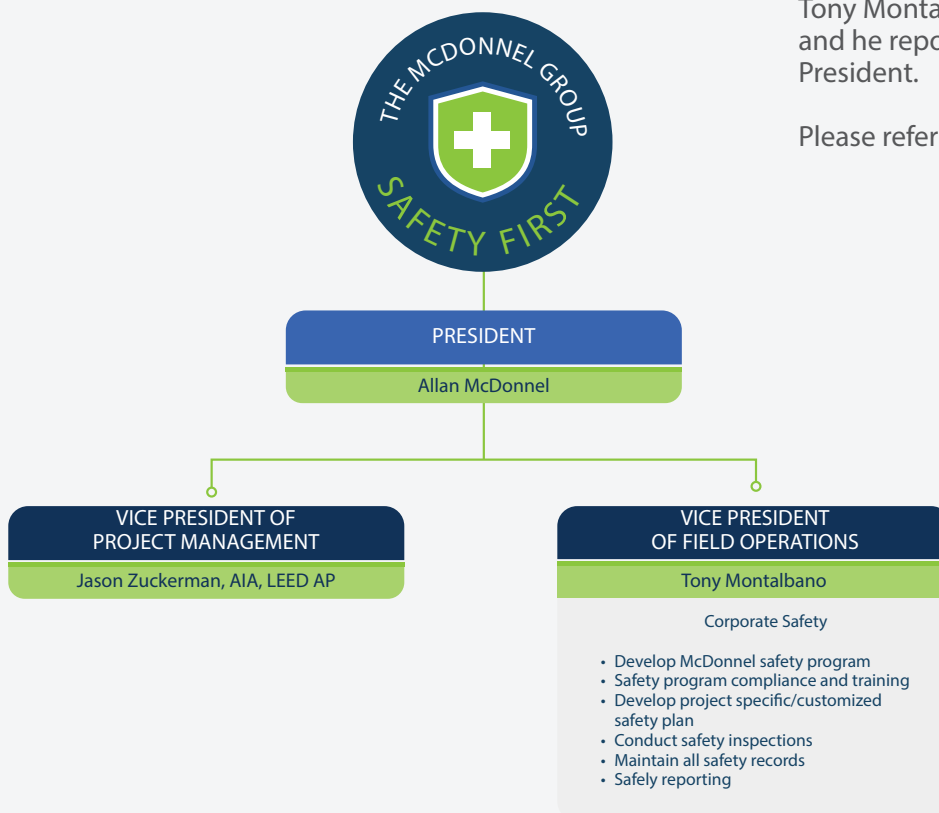 Tony
and he
President.
Please refer
THE MCDONNEL GROUP
SAFETY FIRST
PRESIDENT
Allan McDonnel
VICE PRESIDENT OF
PROJECT MANAGEMENT
Jason Zuckerman, AIA, LEED AP
VICE PRESIDENT
OF FIELD OPERATIONS
Tony Montalbano
Corporate Safety
• Develop McDonnel safety program
• Safety program compliance and training
• Develop project specific/customized
safety plan
• Conduct safety inspections
• Maintain all safety records
• Safely reporting